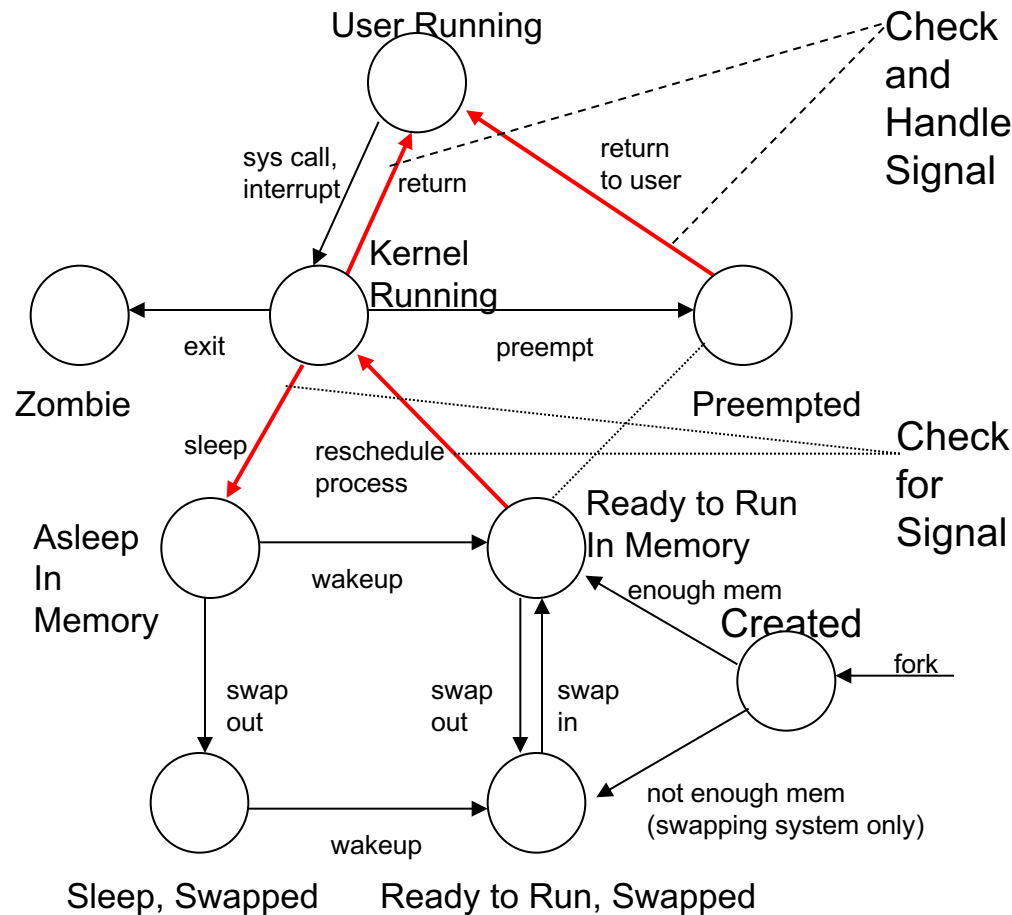 User Running
Check
and
Handle
Signal
sys call,
interrupt
return
return
to user
Kernel
Running
exit
preempt
Zombie
Preempted
sleep
reschedule
process
Check
for
Signal
Asleep
In
Memory
Ready to Run
In Memory
wakeup
enough mem
Created
fork
swap
out
swap
out
swap
in
not enough mem
(swapping system only)
wakeup
Sleep, Swapped
Ready to Run, Swapped